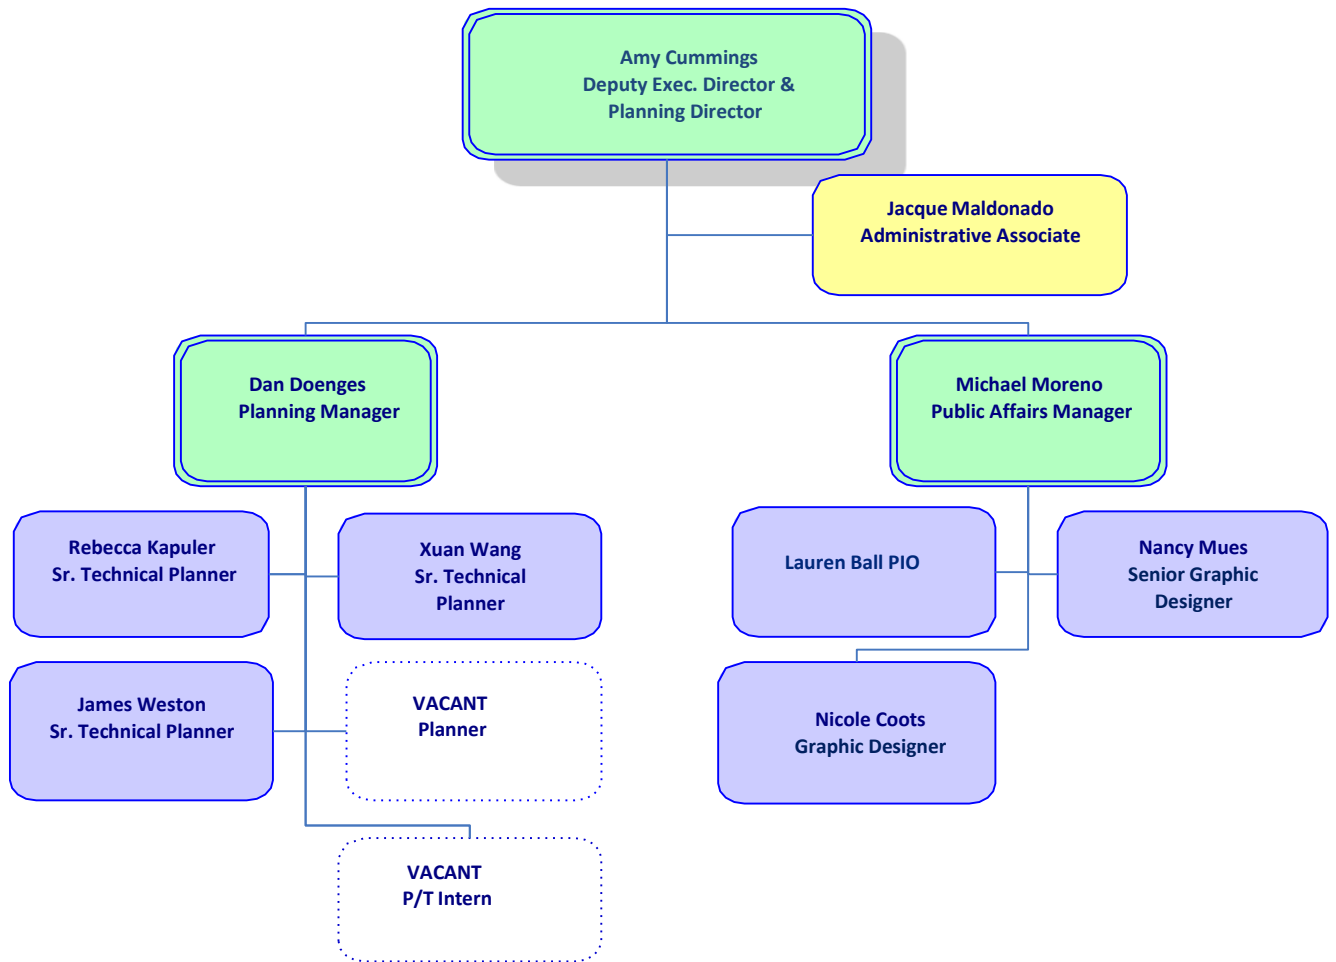 Amy Cummings
Deputy Exec. Director &
Planning Director
Jacque Maldonado
Administrative Associate
Dan Doenges
Planning Manager
Michael Moreno
Public Affairs Manager
Rebecca Kapuler
Sr. Technical Planner
Xuan Wang
Sr. Technical
Planner
Lauren Ball PIO
Nancy Mues
Senior Graphic
Designer
James Weston
Sr. Technical Planner
VACANT
Planner
Nicole Coots
Graphic Designer
VACANT
P/T Intern